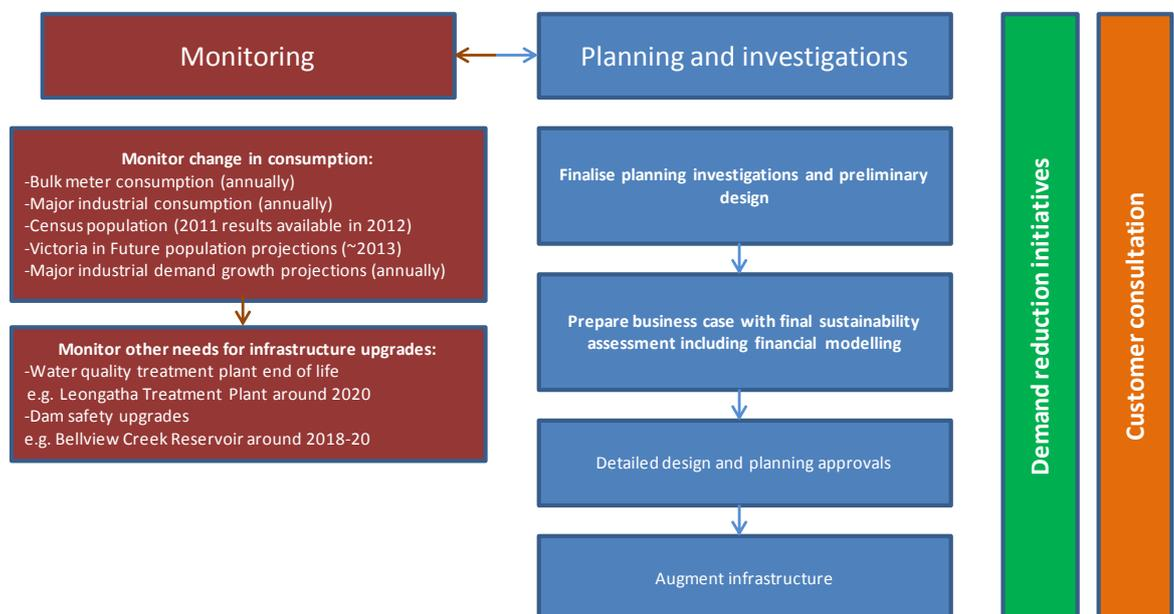 Monitoring
Planning and investigations
Monitor change in consumption:
-Bulk meter consumption (annually)
-Major industrial consumption (annually)
-Census population (2011 results available in 2012)
-Victoria in Future population projections (~2013)
-Major industrial demand growth projections (annually)
Monitor other needs for infrastructure upgrades:
-Water quality treatment plant end of life
e.g. Leongatha Treatment Plant around 2020
-Dam safety upgrades
e.g. Bellview Creek Reservoir around 2018-20
Finalise planning investigations and preliminary
design
Prepare business case with final sustainability
assessment including financial modelling
Detailed design and planning approvals
Augment infrastructure
Demand reduction initiatives
Customer consultation